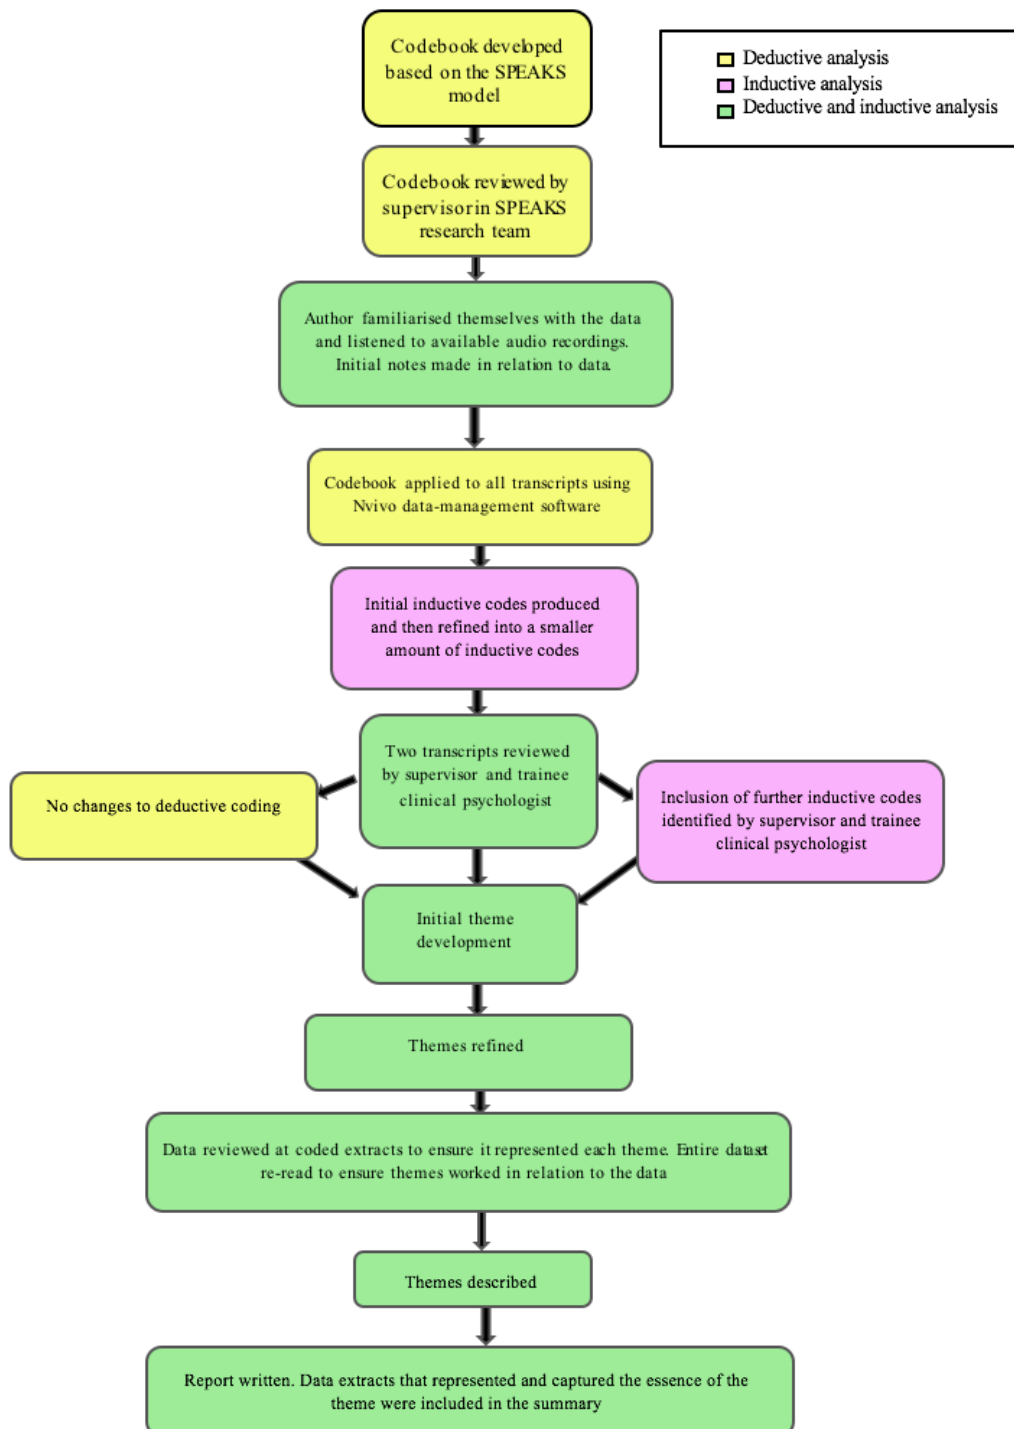 Codebook developed
based on the SPEAKS
model
Deductive analysis
Inductive analysis
Deductive and inductive analysis
Codebook reviewed by
supervisor in SPEAKS
research team
Author familiarised themselves with the data
and listened to available audio recordings.
Initial notes made in relation to data.
Codebook applied to all transcripts using
Nvivo data-management software
Initial inductive codes produced
and then refined into a smaller
amount of inductive codes
Two transcripts reviewed
by supervisor and trainee
clinical psychologist
No changes to deductive coding
Inclusion of further inductive codes
identified by supervisor and trainee
clinical psychologist
Initial theme
development
Themes refined
Data reviewed at coded extracts to ensure it represented each theme. Entire dataset
re-read to ensure themes worked in relation to the data
Themes described
Report written. Data extracts that represented and captured the essence of the
theme were included in the summary